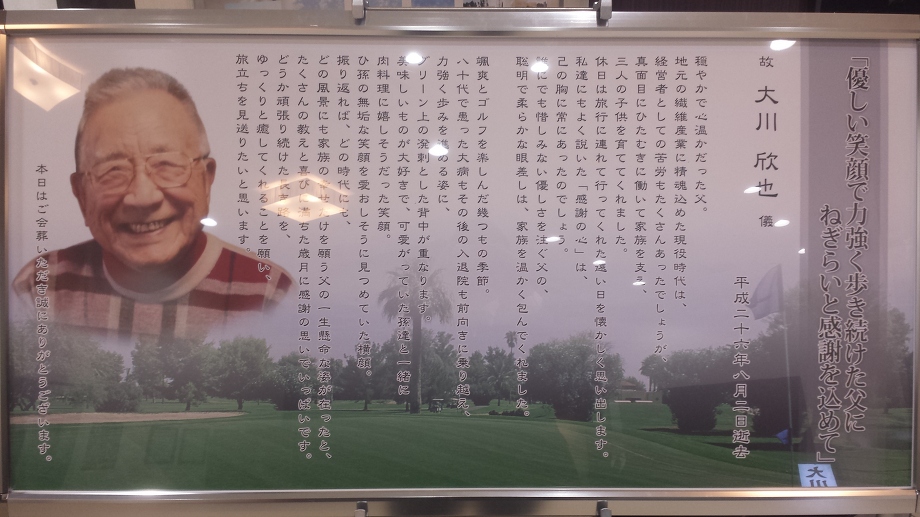 「優しい笑顔で力強く歩き続けた父に
ねぎらいと感謝を込めて」
大川
平成二十六年八月二日逝去
故 大川 欣也 儀
穏やかで心温かだった父。
地元の繊維産業に精魂込めた現役時代は、
経営者としての苦労もたくさんあったでしょうが、
真面目にひたむきに働いて家族を支え、
三人の子供を育ててくれました。
休日は旅行に連れて行ってくれた遠い日を懐かしく思い出します。
私達にもよく説いた「感謝の心」は、
己の胸に常にあったのでしょう。
誰にでも惜しみない優しさを注ぐ父の、
聡明で柔らかな眼差しは、家族を温かく包んでくれました。
颯爽とゴルフを楽しんだ幾つもの季節。
八十代で患った大病もその後の入退院も前向きに乗り越え、
力強く歩みを進める姿に、
グリーン上の溌剌とした背中が重なります。
美味しいものが大好きで、可愛がっていた孫達と一緒に
肉料理に嬉しそうだった笑顔。
ひ孫の無垢な笑顔を愛おしそうに見つめていた横顔。
振り返れば、どの時代にも、
どの風景にも家族の幸せだけを願う父の一生懸命な姿が在ったと、
たくさんの教えと喜びに満ちた歳月に感謝の思いでいっぱいです。
どうか頑張り続けた
ゆっくりと癒してくれることを願い、
旅立ちを見送りたいと思います。
本日はご会葬いただき誠にありがとうございます。